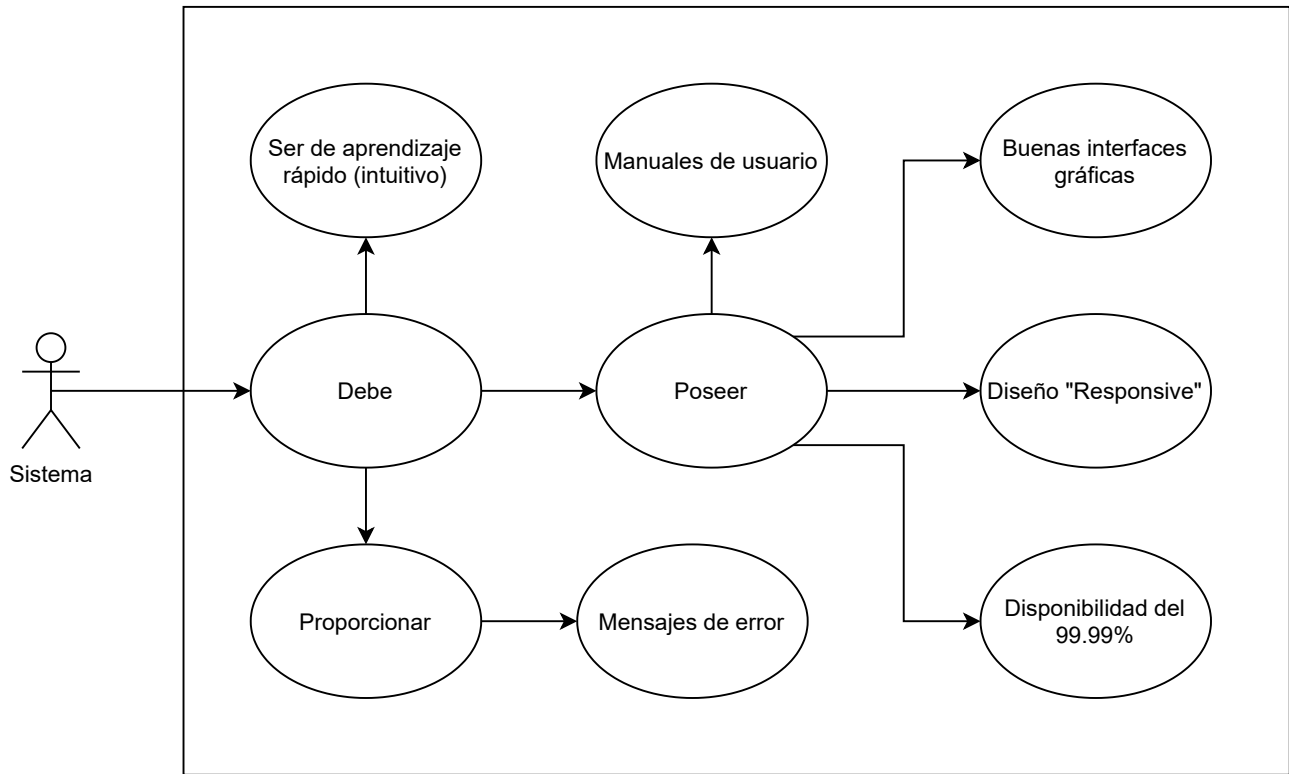 Ser de aprendizaje
rápido (intuitivo)
Manuales de usuario
Buenas interfaces
gráficas
Debe
Poseer
Diseño "Responsive"
Sistema
Proporcionar
Mensajes de error
Disponibilidad del
99.99%